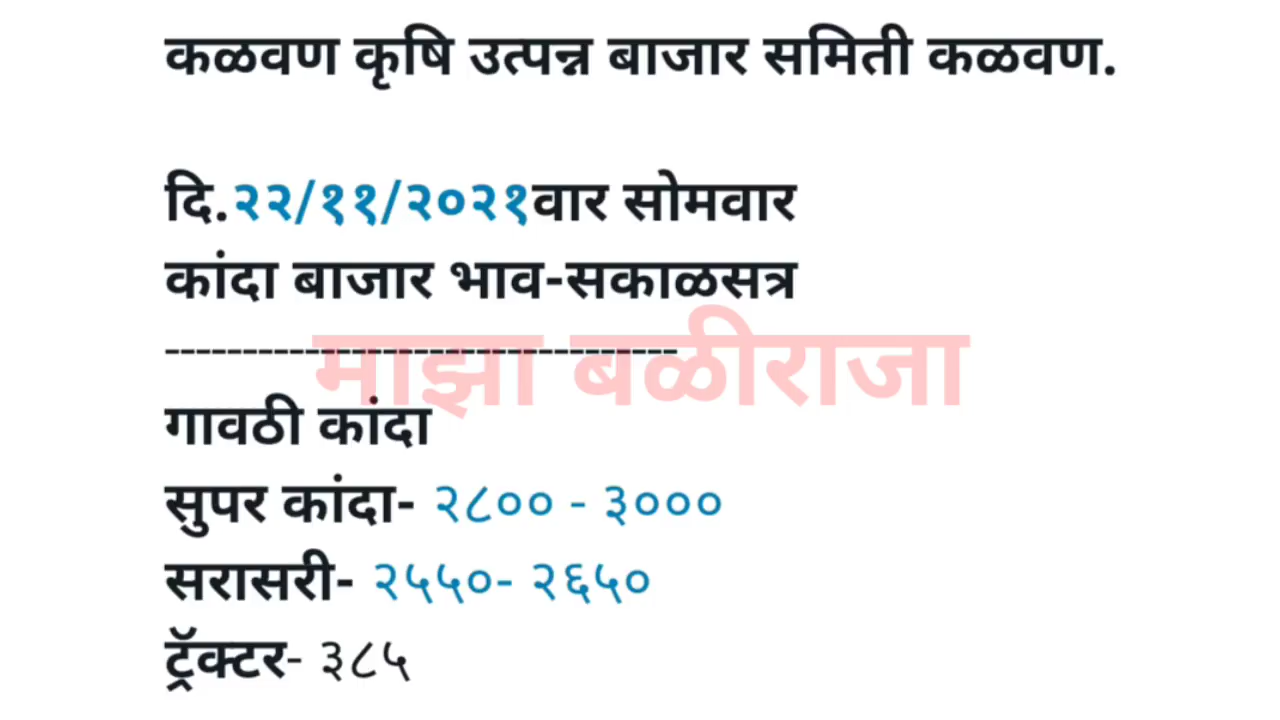 कळवण कृषि उत्पन्न बाजार समिती कळवण.
दि.२२/११/२०२१वार सोमवार
कांदा बाजार भाव-सकाळसत्र
---------------------------------
माझा बळीराजा
गावठी कांदा
सुपर कांदा- २८०० - ३०००
सरासरी- २५५०- २६५०
ट्रॅक्टर- ३८५